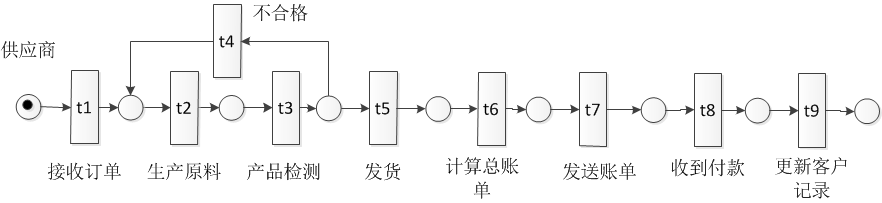 不合格
t4
供应商
t1
t2
t3
t5
t6
t7
t8
t9
接收订单
生产原料
产品检测
发货
计算总账
单
发送账单
收到付款
更新客户
记录